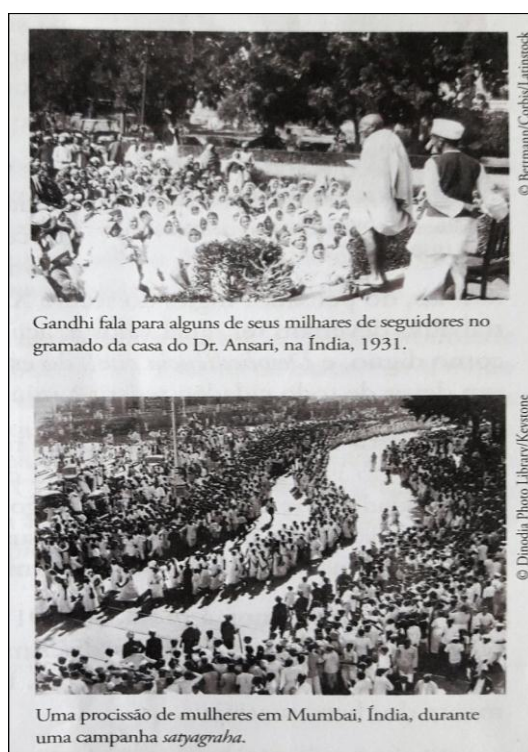 © Bettmann/Corbis/Latinstock
Gandhi fala para alguns de seus milhares de seguidores no
gramado da casa do Dr. Ansari, na Índia, 1931.
© Dinodia Photo Library/Keystone
Uma procissão de mulheres em Mumbai, Índia, durante
uma campanha satyagraha.